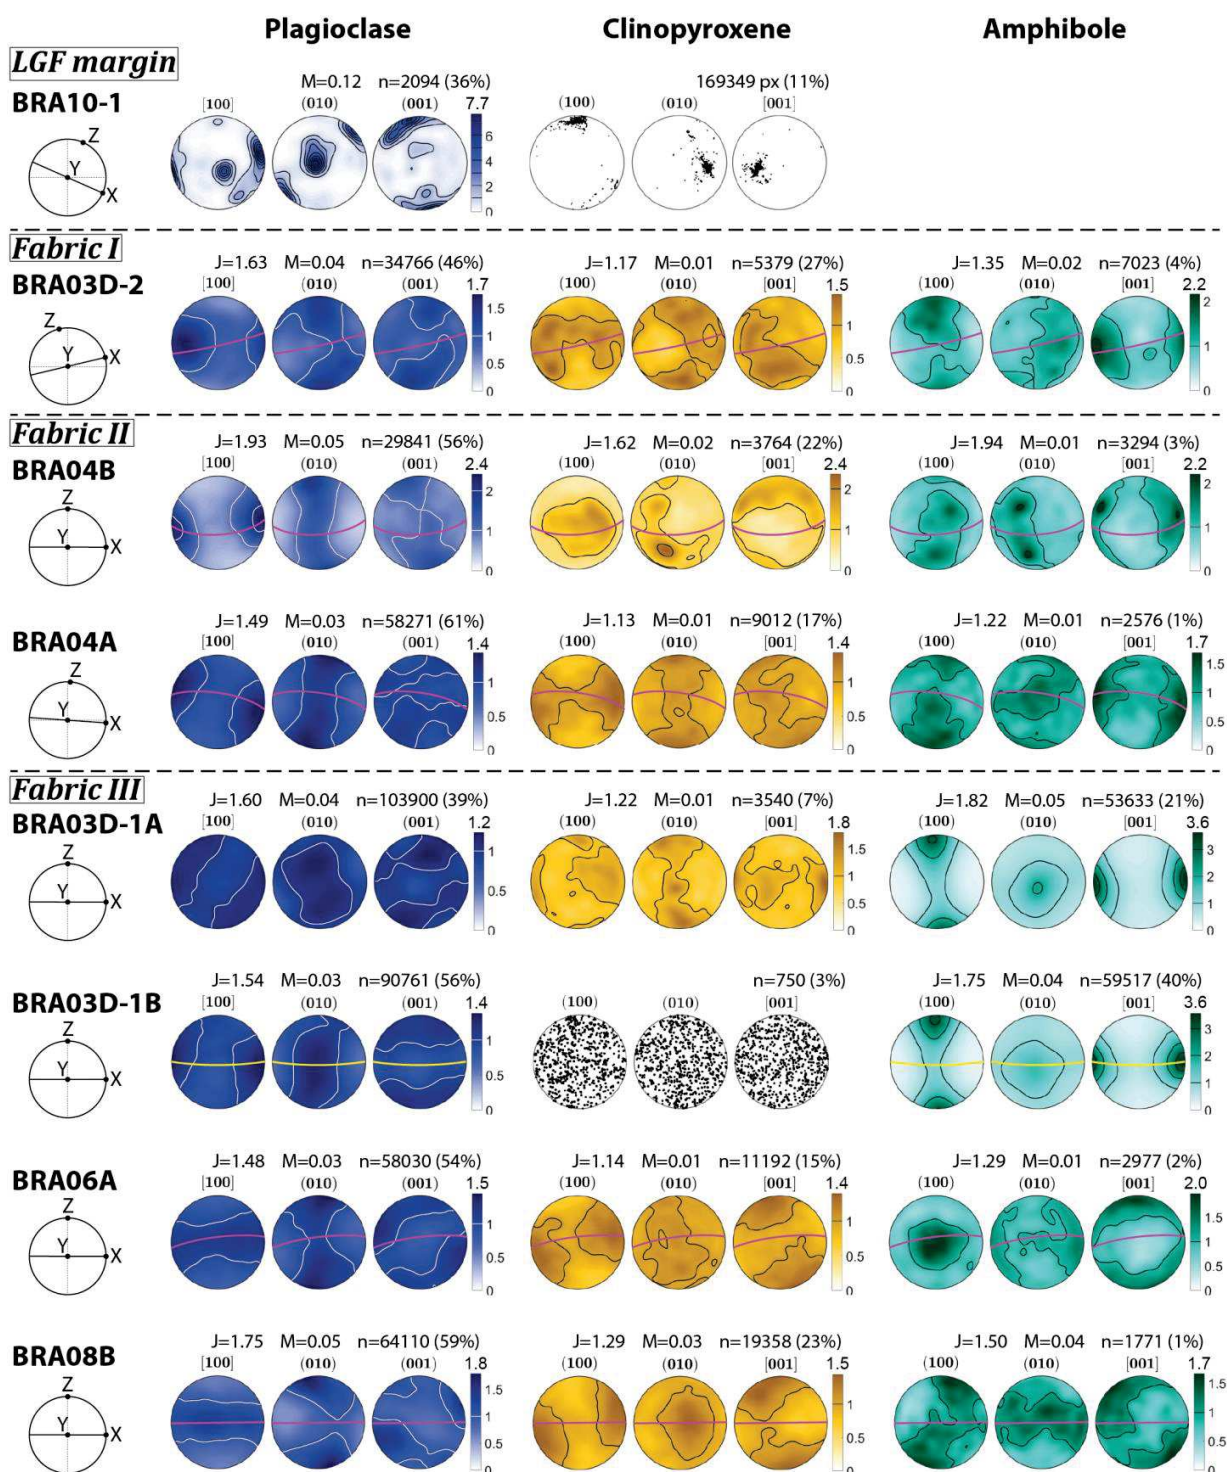 Plagioclase Clinopyroxene Amphibole
LGF margin
M=0.12 n=2094 (36%) 169349 px (11%)
BRA10-1 [100] (010) (001) 7.7 (100) (010) [001]
Z
Y
X
6
4
2
0
Fabric I
J=1.63 M=0.04 n=34766 (46%) J=1.17 M=0.01 n=5379 (27%) J=1.35 M=0.02 n=7023 (4%)
BRA03D-2 [100] (010) (001) 1.7 (100) (010) [001] 1.5 (100) (010) [001] 2.2
Z
Y
X
1.5 1 0.5 0
1 0.5 0
2 1 0
Fabric II
J=1.93 M=0.05 n=29841 (56%) J=1.62 M=0.02 n=3764 (22%) J=1.94 M=0.01 n=3294 (3%)
BRA04B [100] (010) (001) 2.4 (100) (010) [001] 2.4 (100) (010) [001] 2.2
Z
Y
X
2 1 0
2 1 0
2 1 0
J=1.49 M=0.03 n=58271 (61%) J=1.13 M=0.01 n=9012 (17%) J=1.22 M=0.01 n=2576 (1%)
BRA04A [100] (010) (001) 1.4 (100) (010) [001] 1.4 (100) (010) [001] 1.7
Z
Y
X
1 0.5 0
1 0.5 0
1.5 1 0.5 0
Fabric III
J=1.60 M=0.04 n=103900 (39%) J=1.22 M=0.01 n=3540 (7%) J=1.82 M=0.05 n=53633 (21%)
BRA03D-1A [100] (010) (001) 1.2 (100) (010) [001] 1.8 (100) (010) [001] 3.6
Z
Y
X
1 0.5 0
1.5 1 0.5 0
3 2 1 0
J=1.54 M=0.03 n=90761 (56%) n=750 (3%) J=1.75 M=0.04 n=59517 (40%)
BRA03D-1B [100] (010) (001) 1.4 (100) (010) [001] (100) (010) [001] 3.6
Z
Y
X
1 0.5 0
3 2 1 0
J=1.48 M=0.03 n=58030 (54%) J=1.14 M=0.01 n=11192 (15%) J=1.29 M=0.01 n=2977 (2%)
BRA06A [100] (010) (001) 1.5 (100) (010) [001] 1.4 (100) (010) [001] 2.0
Z
Y
X
1 0.5 0
1 0.5 0
1.5 1 0.5 0
J=1.75 M=0.05 n=64110 (59%) J=1.29 M=0.03 n=19358 (23%) J=1.50 M=0.04 n=1771 (1%)
BRA08B [100] (010) (001) 1.8 (100) (010) [001] 1.5 (100) (010) [001] 1.7
Z
Y
X
1.5 1 0.5 0
1 0.5 0
1.5 1 0.5 0